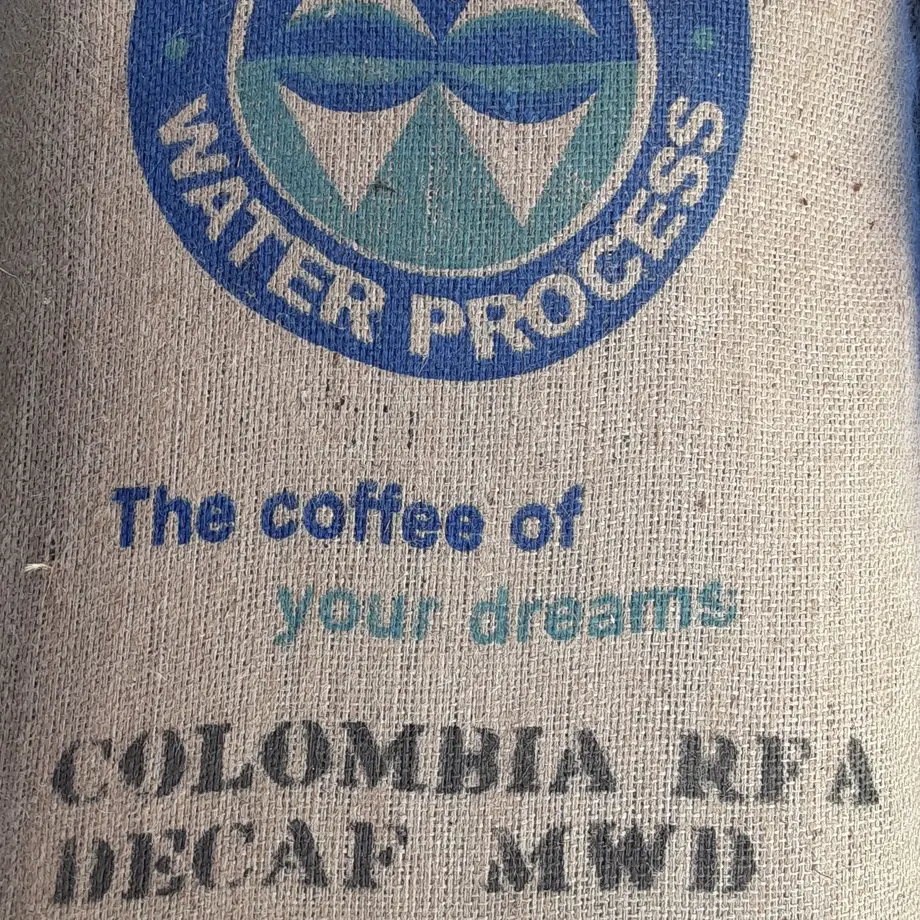 WATER PROCESS
The coffee of
your dreams
COLOMBIA RFA
DECAF MWD